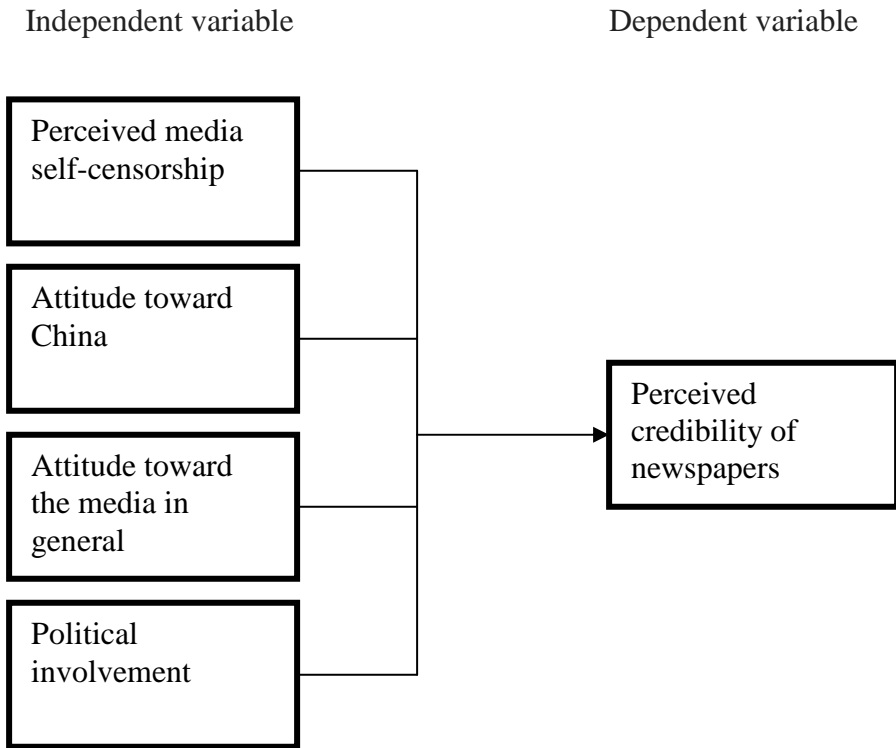 Independent variable
Dependent variable
Perceived media
self-censorship
Attitude toward
China
Attitude toward
the media in
general
Political
involvement
Perceived
credibility of
newspapers